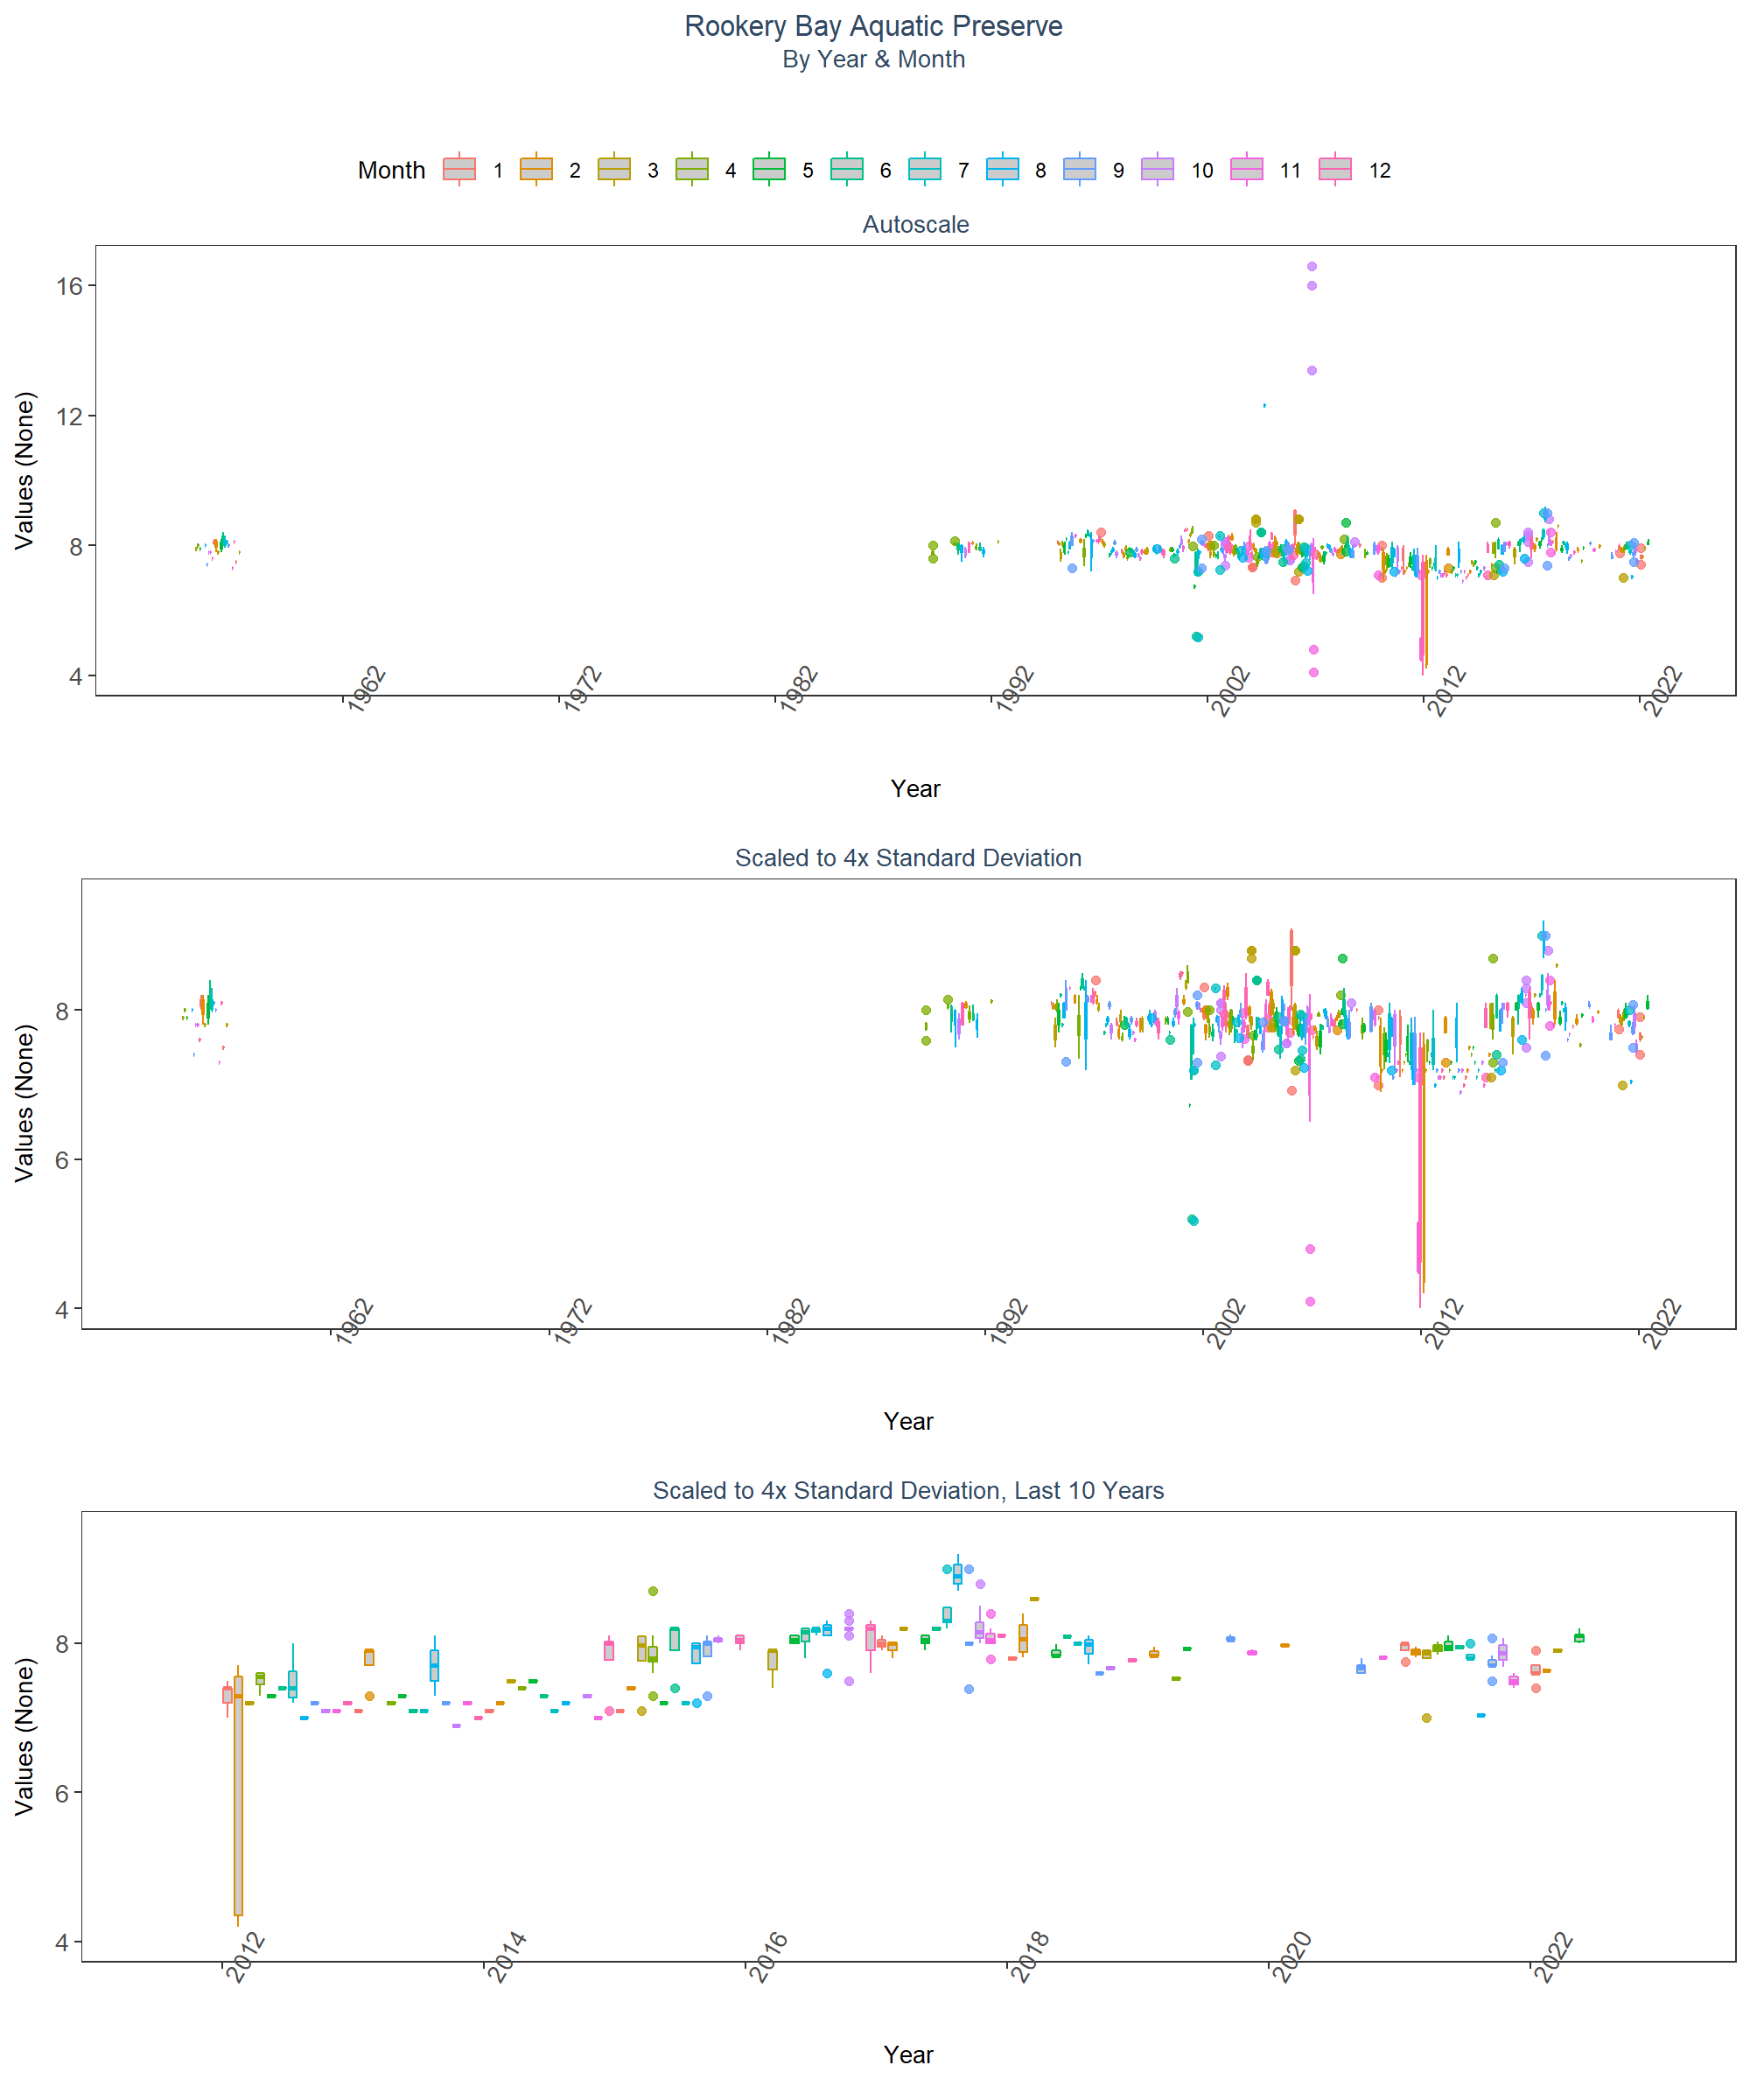 Rookery Bay Aquatic Preserve
By Year & Month
Month 1 2 3 4 5 6 7 8 9 10 11 12
Autoscale
Values (None)
16
12
8
4
1962 1972 1982 1992 2002 2012 2022
Year
Scaled to 4x Standard Deviation
Values (None)
8
6
4
1962 1972 1982 1992 2002 2012 2022
Year
Scaled to 4x Standard Deviation, Last 10 Years
Values (None)
8
6
4
2012 2014 2016 2018 2020 2022
Year